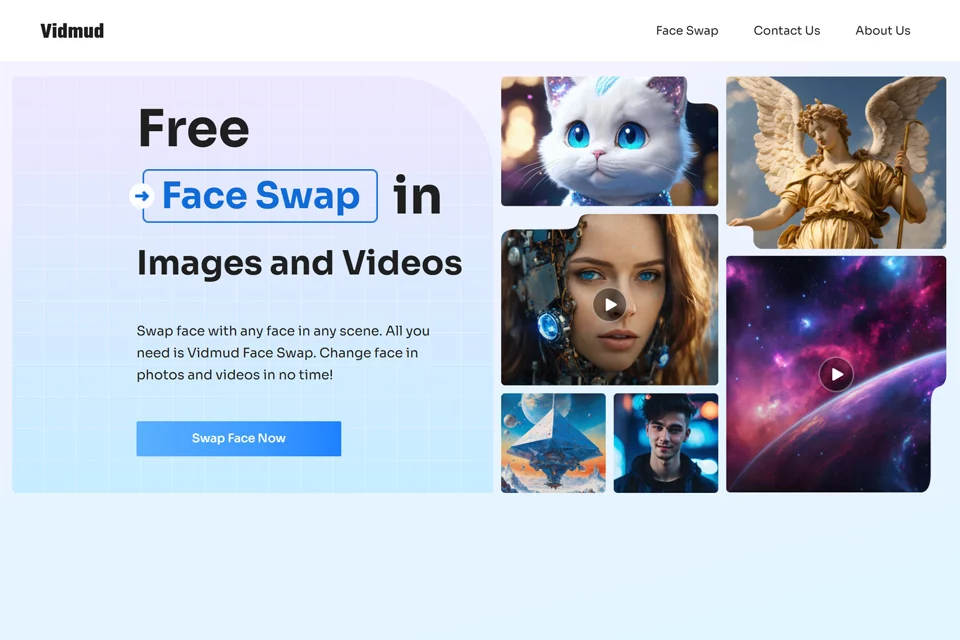 Vidmud
Face Swap
Contact Us
About Us
Free
Face Swap in
Images and Videos
Swap face with any face in any scene. All you
need is Vidmud Face Swap. Change face in
photos and videos in no time!
Swap Face Now